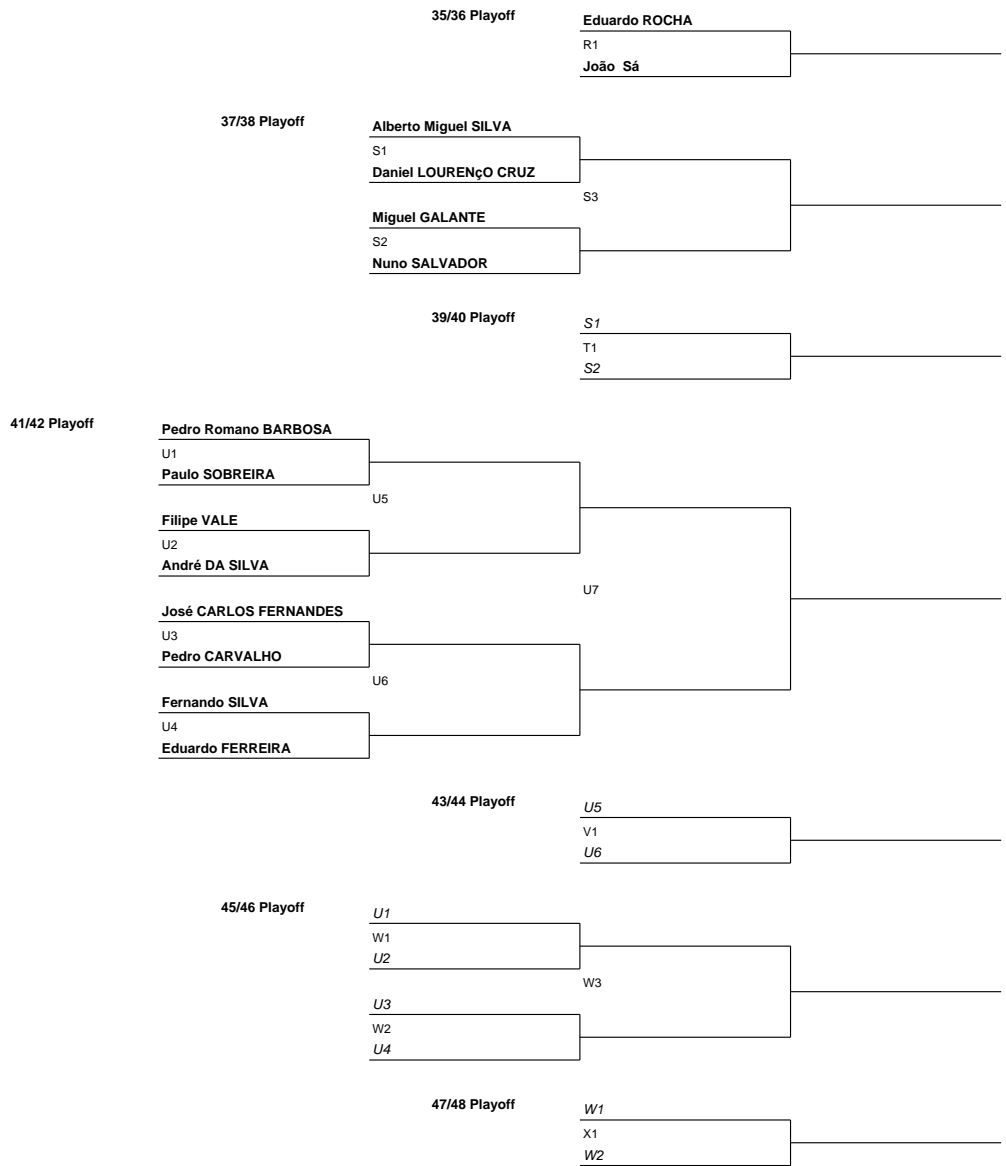 35/36 Playoff
Eduardo ROCHA
R1
João  Sá
37/38 Playoff
Alberto Miguel SILVA
S1
Daniel LOURENçO CRUZ
S3
Miguel GALANTE
S2
Nuno SALVADOR
39/40 Playoff
S1
T1
S2
41/42 Playoff
Pedro Romano BARBOSA
U1
Paulo SOBREIRA
U5
Filipe VALE
U2
André DA SILVA
U7
José CARLOS FERNANDES
U3
Pedro CARVALHO
U6
Fernando SILVA
U4
Eduardo FERREIRA
43/44 Playoff
U5
V1
U6
45/46 Playoff
U1
W1
U2
W3
U3
W2
U4
47/48 Playoff
W1
X1
W2